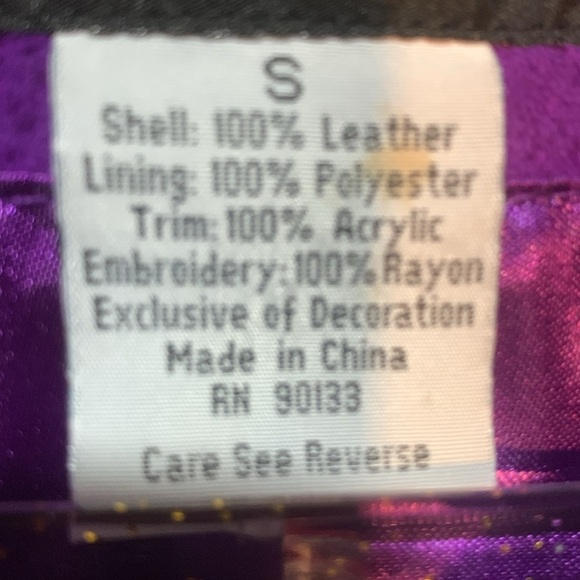 S
Shell: 100% Leather
Lining: 100% Polyester
Trim: 100% Acrylic
Embroidery: 100% Rayon
Exclusive of Decoration
Made in China
RN 90133
Care See Reverse